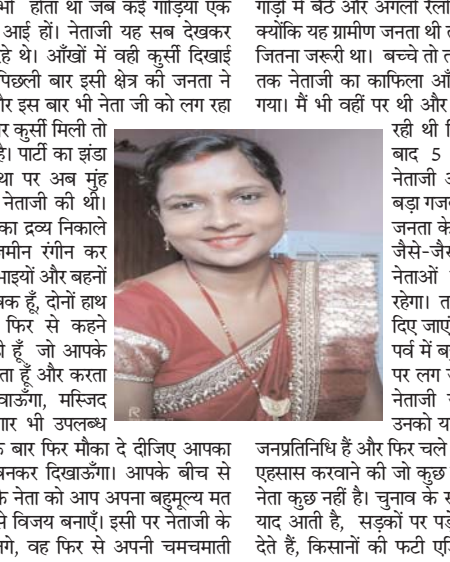 भी होता था जब कई गाड़ियां एक
आई हों। नेताजी यह सब देखकर
रहे थे। आँखों में वही कुर्सी दिखाई
पिछली बार इसी क्षेत्र की जनता ने
और इस बार भी नेता जी को लग रहा
र कुर्सी मिली तो
है। पार्टी का झंडा
था पर अब मुंह
नेताजी की थी।
का द्रव्य निकाले
जमीन रंगीन कर
भाइयों और बहनों
क हूँ, दोनों हाथ
फिर से कहने
ही हूँ जो आपके
ता हूँ और करता
वाऊँगा, मस्जिद
गार भी उपलब्ध
क बार फिर मौका दे दीजिए आपका
बनकर दिखाऊँगा। आपके बीच से
के नेता को आप अपना बहुमूल्य मत
से विजय बनाएँ। इसी पर नेताजी के
लगे, वह फिर से अपनी चमचमाती
गाड़ी में बैठे और अगली रैली
क्योंकि यह ग्रामीण जनता थी
जितना जरूरी था। बच्चे तो
तक नेताजी का काफिला
गया। मैं भी वहीं पर थी और
रही थी
बाद 5
नेताजी
बड़ा
जनता के
जैसे-जैसे
नेताओं
रहेगा।
दिए जाएं
पर्व में
पर लग
नेताजी
उनको
जनप्रतिनिधि हैं और फिर चले
एहसास करवाने की जो कुछ
नेता कुछ नहीं है। चुनाव के
याद आती है, सड़कों पर
देते हैं, किसानों की फटी